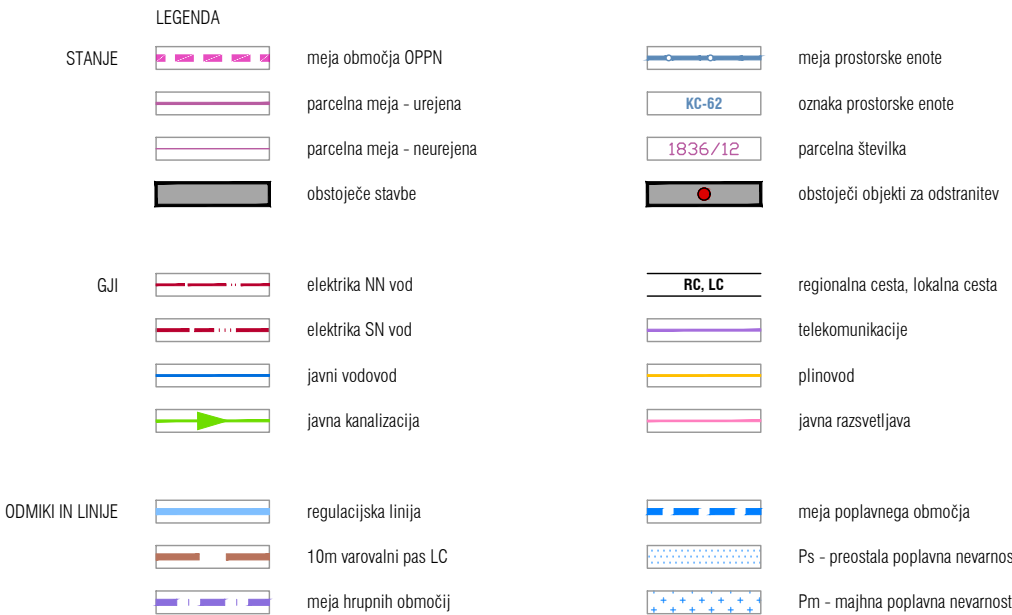 LEGENDA
STANJE
meja območja OPPN
meja prostorske enote
parcelna meja - urejena
KC-62
oznaka prostorske enote
parcelna meja - neurejena
1836/12
parcelna številka
obstoječe stavbe
obstoječi objekti za odstranitev
GJI
elektrika NN vod
RC, LC
regionalna cesta, lokalna cesta
elektrika SN vod
telekomunikacije
javni vodovod
plinovod
javna kanalizacija
javna razsvetljava
ODMIKI IN LINIJE
regulacijska linija
meja poplavnega območja
10m varovalni pas LC
Ps - preostala poplavna nevarnos
meja hrupnih območij
Pm - majhna poplavna nevarnost